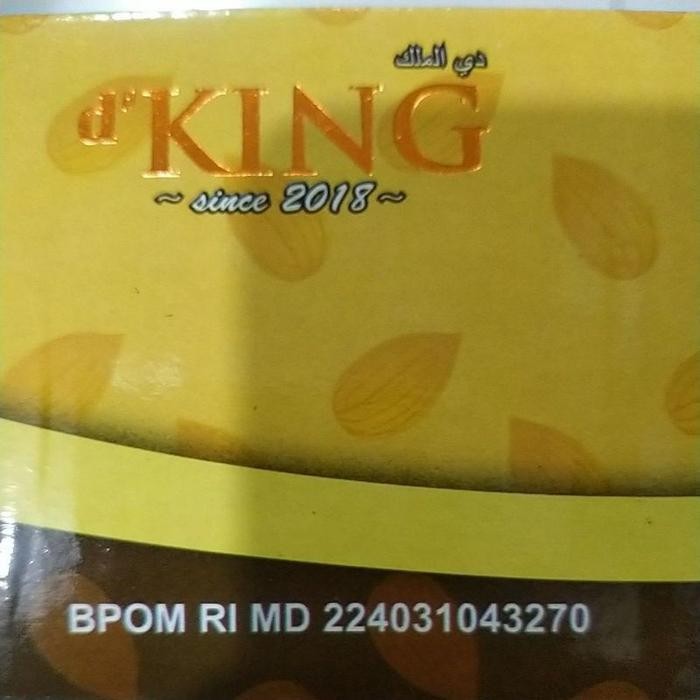 دي الملك
d'KING
~ since 2018 ~
BPOM RI MD 224031043270